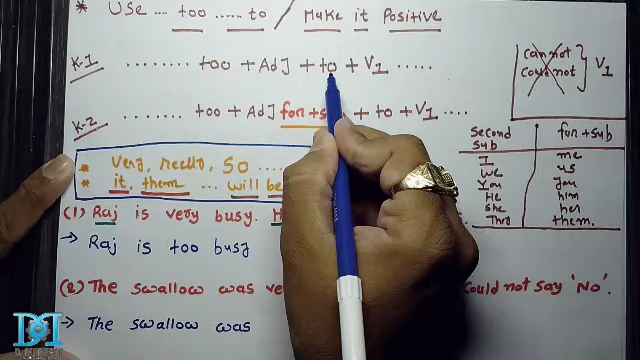 * USE .... too ...... to / Make it Positive
K-1 ........ too + Adj + to + V1 .....
can not
could not } V1
K-2 ........ too + Adj for + s + to + V1 ....
Second sub for + sub
I me
We us
You you
He him
She her
They them.
* Very, really, so ....
* it, them ... will be
(1) Raj is very busy. H
→ Raj is too busy
(2) The swallow was ve could not say 'No'.
→ The swallow was